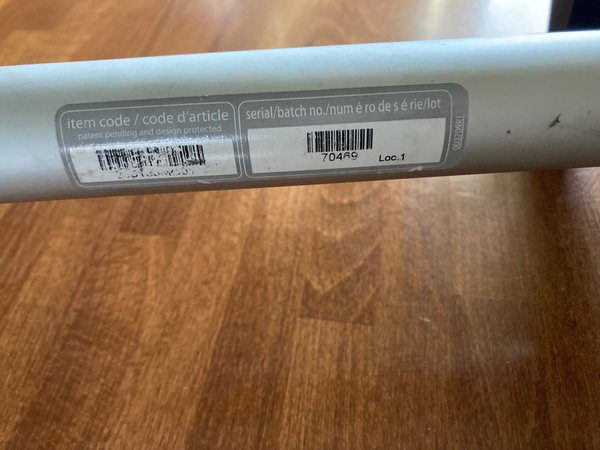 item code / code d'article
patent pending and design protected
serial/batch no./num é ro de s é rie/lot
70469 Loc.1